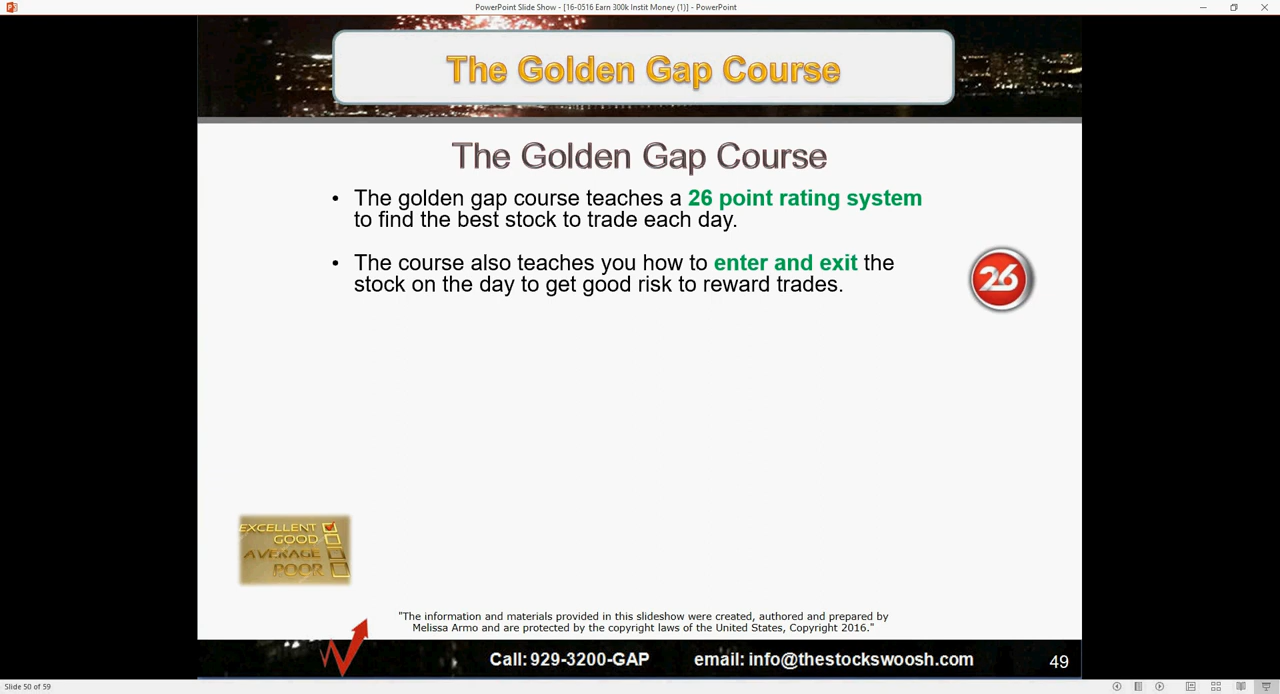 PowerPoint Slide Show - [16-0516 Earn 300k Instit Money (1)] - PowerPoint
The Golden Gap Course
The Golden Gap Course
• The golden gap course teaches a 26 point rating system
to find the best stock to trade each day.
• The course also teaches you how to enter and exit the
stock on the day to get good risk to reward trades.
26
EXCELLENT
GOOD
AVERAGE
POOR
"The information and materials provided in this slideshow were created, authored and prepared by
Melissa Armo and are protected by the copyright laws of the United States, Copyright 2016."
Call: 929-3200-GAP email: info@thestockswoosh.com 49
Slide 50 of 59